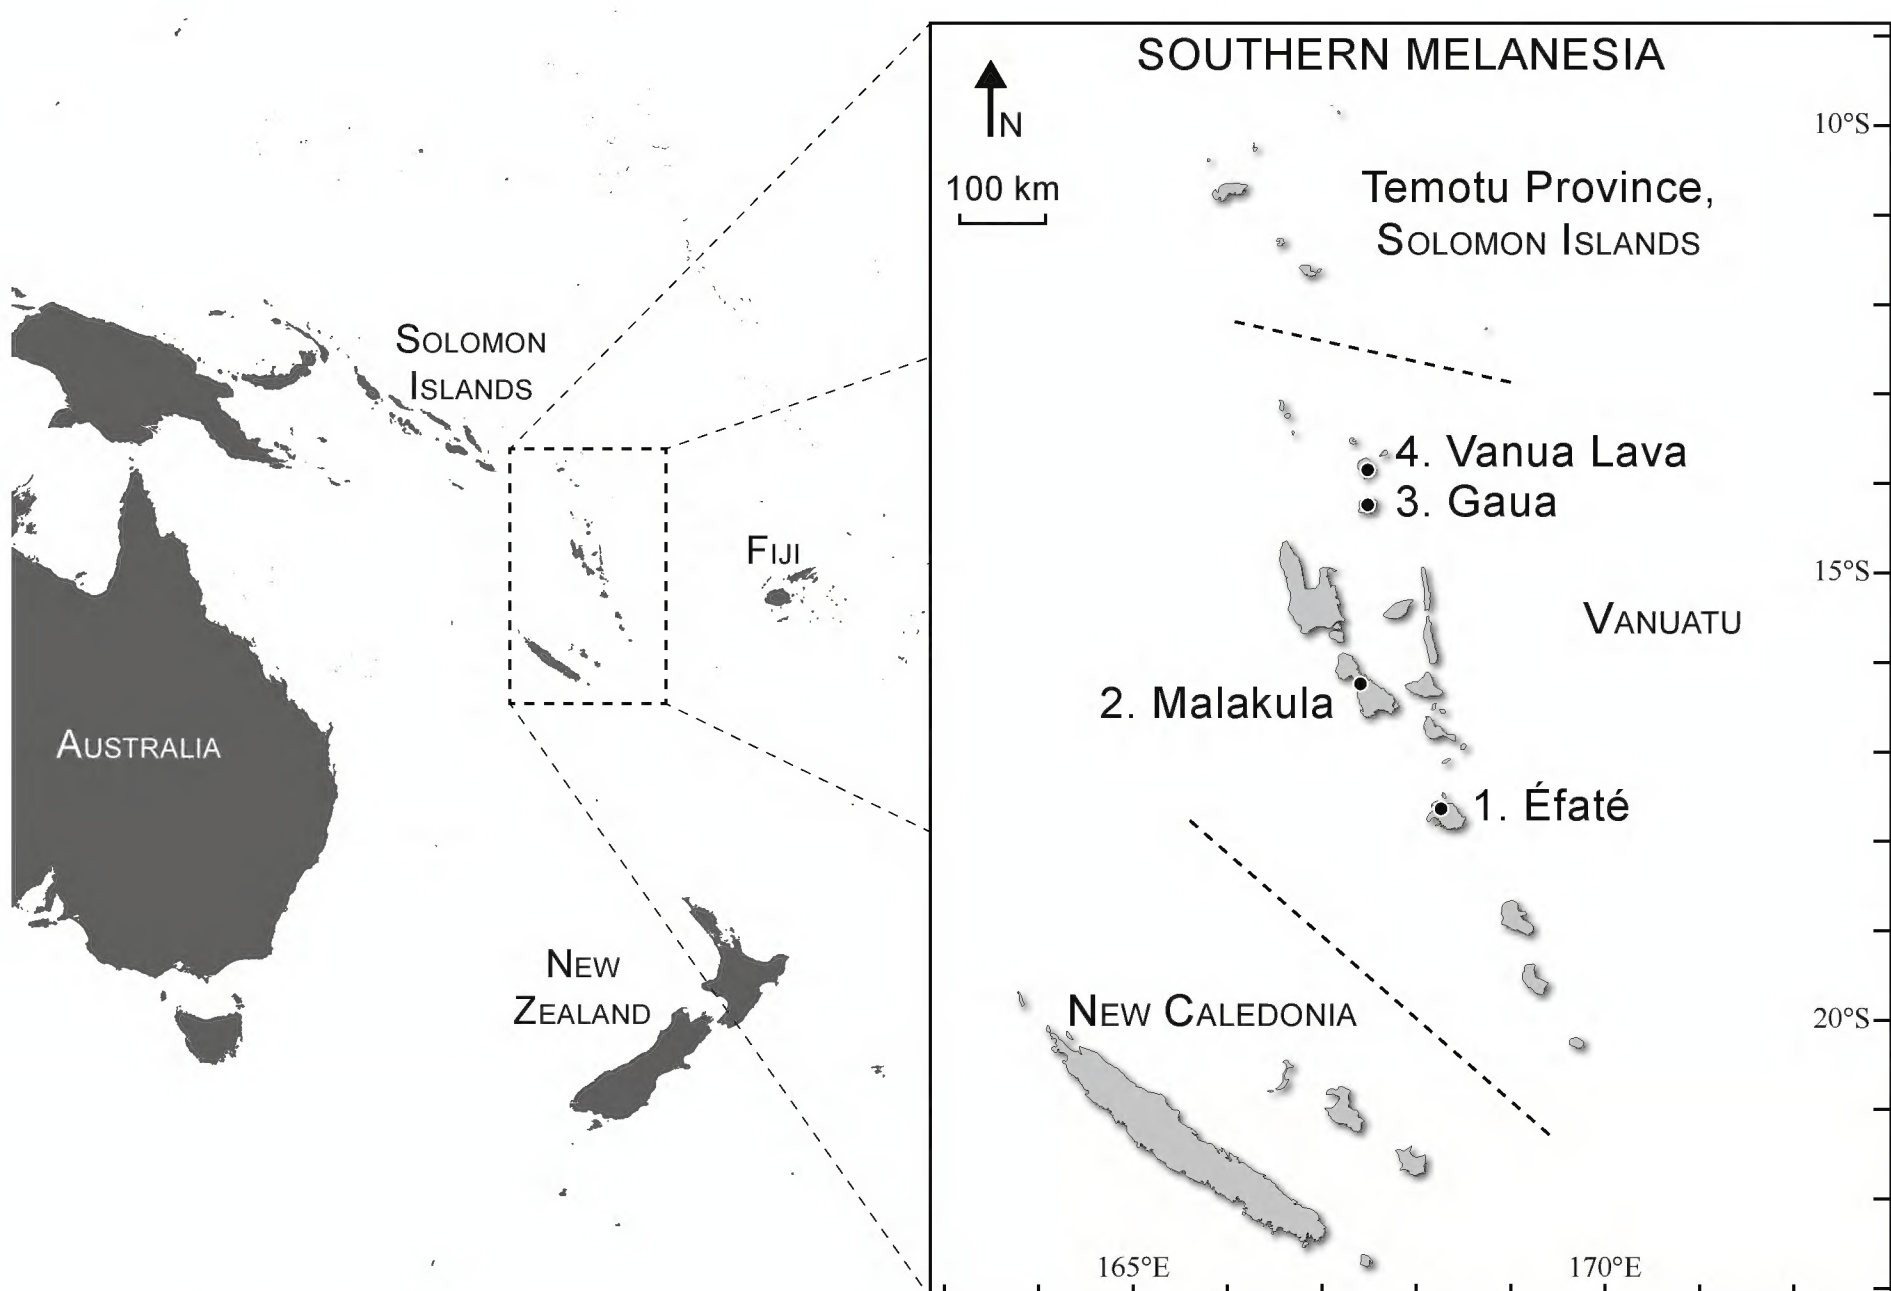 SOLOMON
ISLANDS
FIJI
AUSTRALIA
NEW
ZEALAND
SOUTHERN MELANESIA
N
100 km
10°S
Temotu Province,
SOLOMON ISLANDS
4. Vanua Lava
3. Gaua
15°S
VANUATU
2. Malakula
1. Éfaté
NEW CALEDONIA
20°S
165°E
170°E